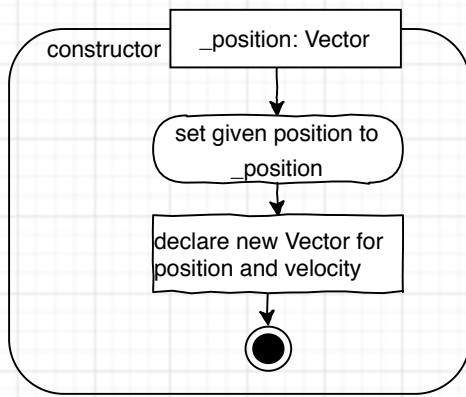 _position: Vector
constructor
set given position to
_position
declare new Vector for
position and velocity